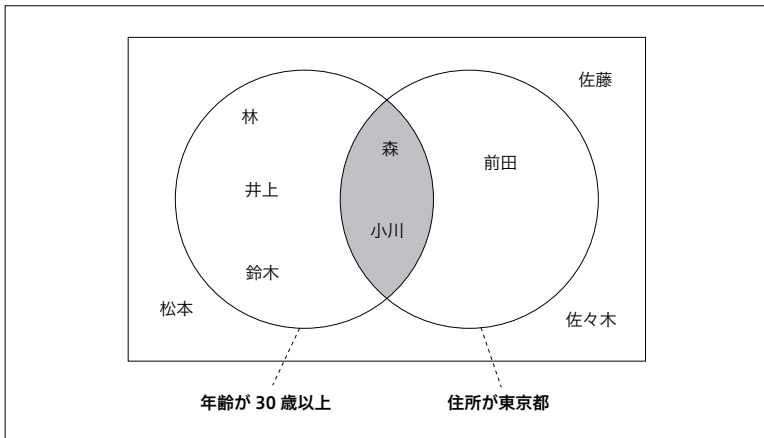 佐藤
林
森
前田
井上
小川
鈴木
松本
佐々木
年齢が 30 歳以上
住所が東京都